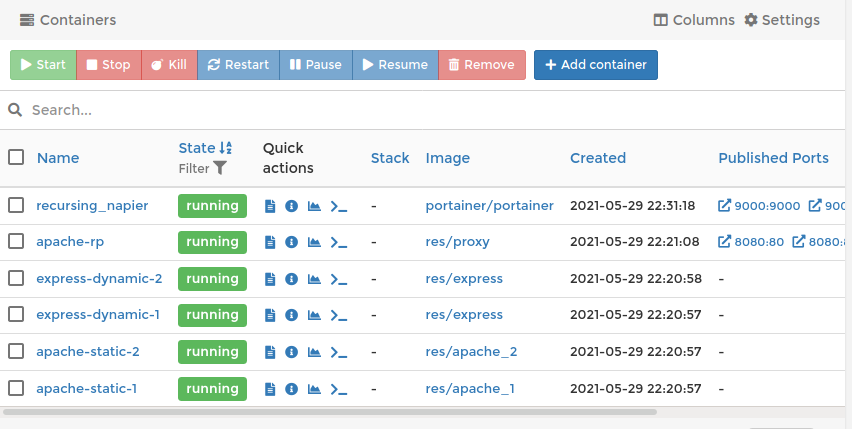 Containers
Columns Settings
Start Stop Kill Restart Pause Resume Remove + Add container
Search...
Name State Filter Quick actions Stack Image Created Published Ports
recursing_napier running - portainer/portainer 2021-05-29 22:31:18 9000:9000 900
apache-rp running - res/proxy 2021-05-29 22:21:08 8080:80 8080:
express-dynamic-2 running - res/express 2021-05-29 22:20:58 -
express-dynamic-1 running - res/express 2021-05-29 22:20:57 -
apache-static-2 running - res/apache_2 2021-05-29 22:20:57 -
apache-static-1 running - res/apache_1 2021-05-29 22:20:57 -